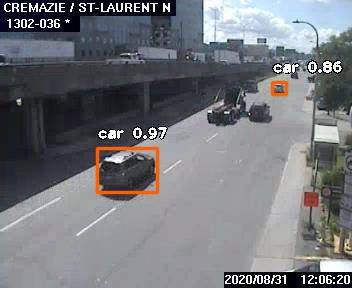 CREMAZIE / ST-LAURENT N
1302-036 *
car 0.86
car 0.97
2020/08/31 12:06:20